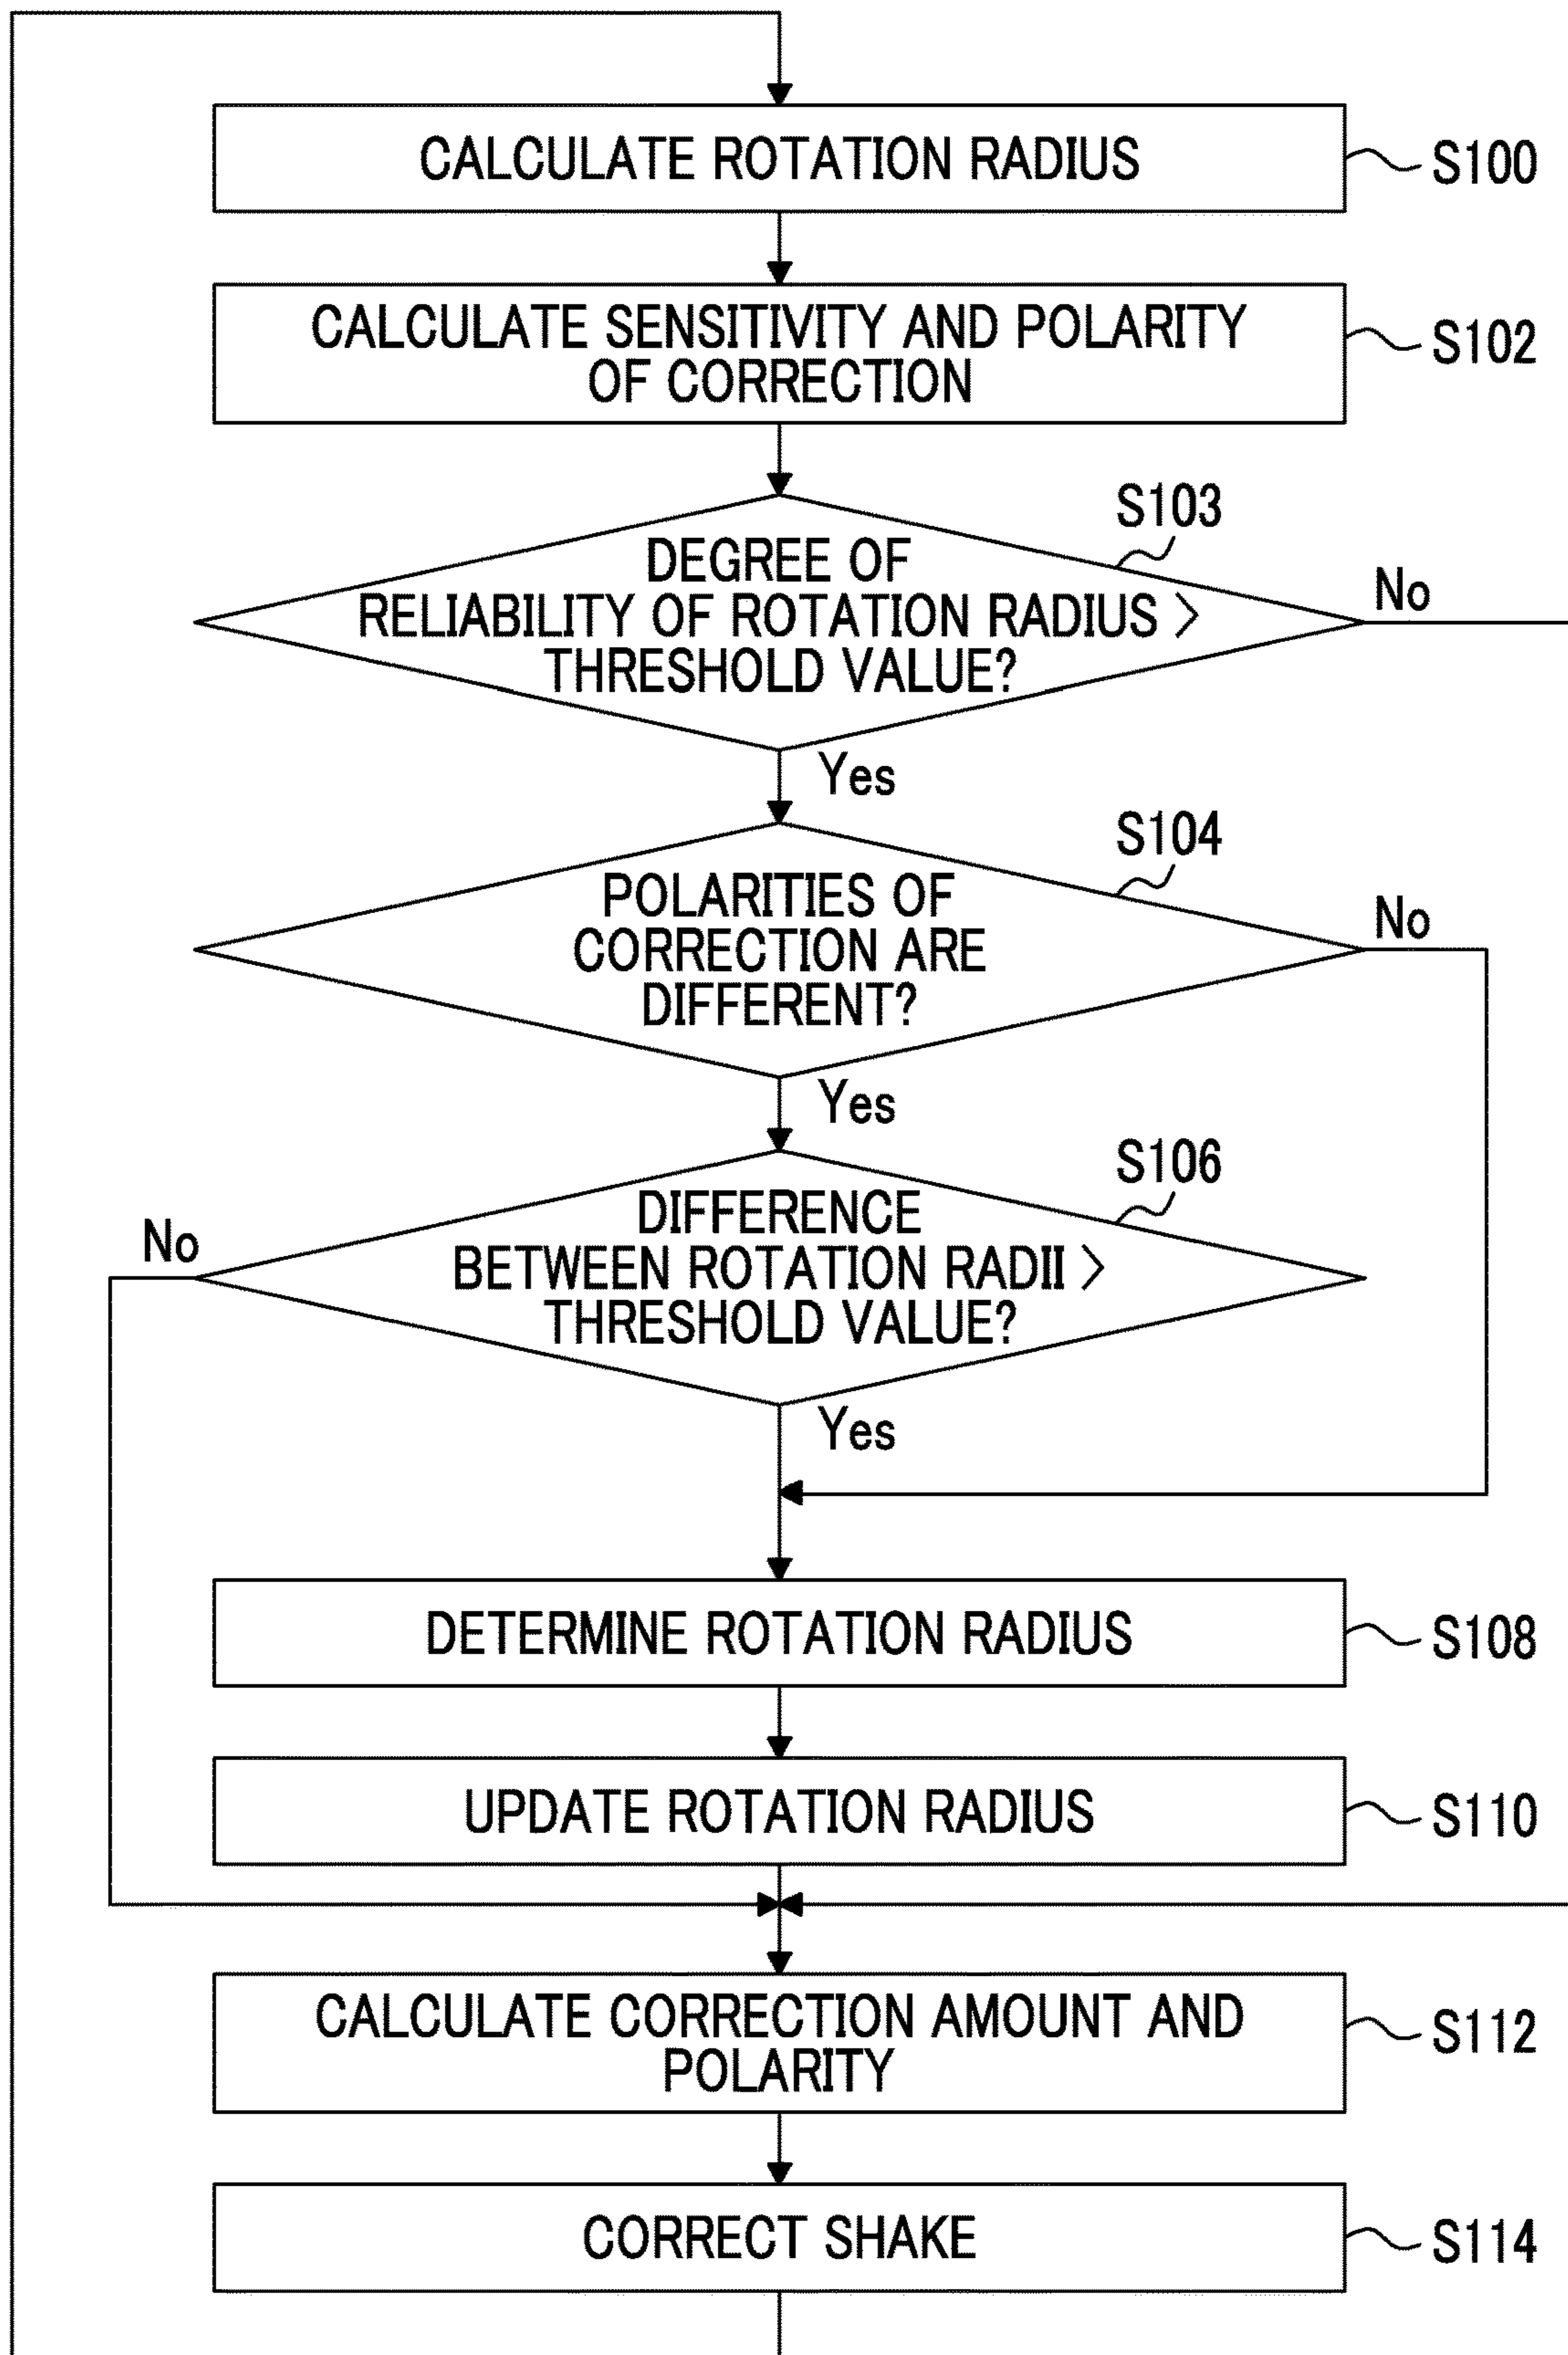 CALCULATE ROTATION RADIUS
S100
CALCULATE SENSITIVITY AND POLARITY
OF CORRECTION
S102
S103
DEGREE OF
RELIABILITY OF ROTATION RADIUS >
THRESHOLD VALUE?
No
Yes
S104
POLARITIES OF
CORRECTION ARE
DIFFERENT?
No
Yes
S106
DIFFERENCE
BETWEEN ROTATION RADII >
THRESHOLD VALUE?
No
Yes
DETERMINE ROTATION RADIUS
S108
UPDATE ROTATION RADIUS
S110
CALCULATE CORRECTION AMOUNT AND
POLARITY
S112
CORRECT SHAKE
S114